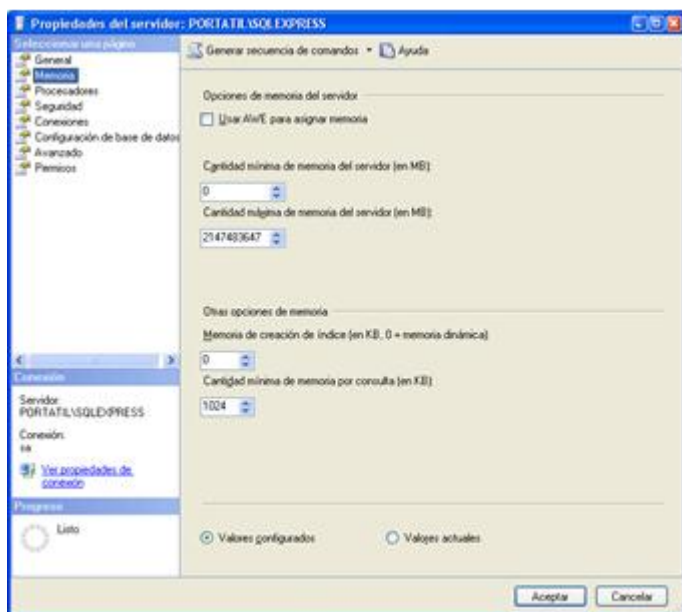 Propiedades del servidor: PORTATIL\SQLEXPRESS
Seleccionar una página
General
Memoria
Procesadores
Seguridad
Conexiones
Configuración de base de datos
Avanzado
Permisos
Generar secuencia de comandos
Ayuda
Opciones de memoria del servidor
Usar AWE para asignar memoria
Cantidad mínima de memoria del servidor (en MB):
0
Cantidad máxima de memoria del servidor (en MB):
2147483647
Otras opciones de memoria
Memoria de creación de índice (en KB, 0 = memoria dinámica)
0
Cantidad mínima de memoria por consulta (en KB):
1024
Conexión
Servidor:
PORTATIL\SQLEXPRESS
Conexión:
sa
Ver propiedades de
conexión
Progreso
Listo
Valores configurados
Valores actuales
Aceptar
Cancelar